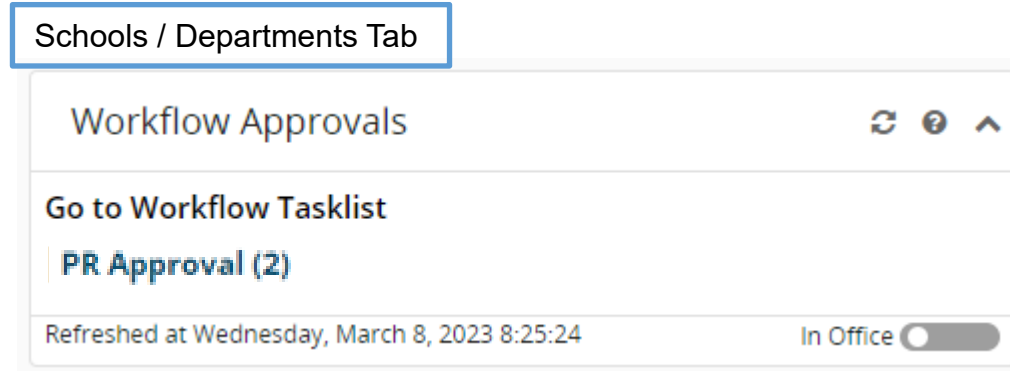 Schools / Departments Tab
Workflow Approvals
Go to Workflow Tasklist
PR Approval (2)
Refreshed at Wednesday, March 8, 2023 8:25:24 In Office